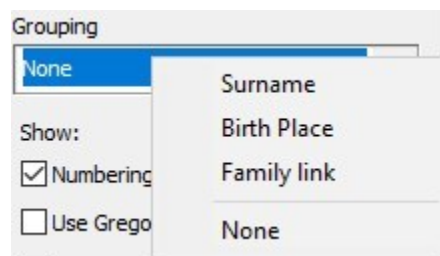 Grouping
None
Surname
Birth Place
Family link
None
Show:
Numbering
Use Grego